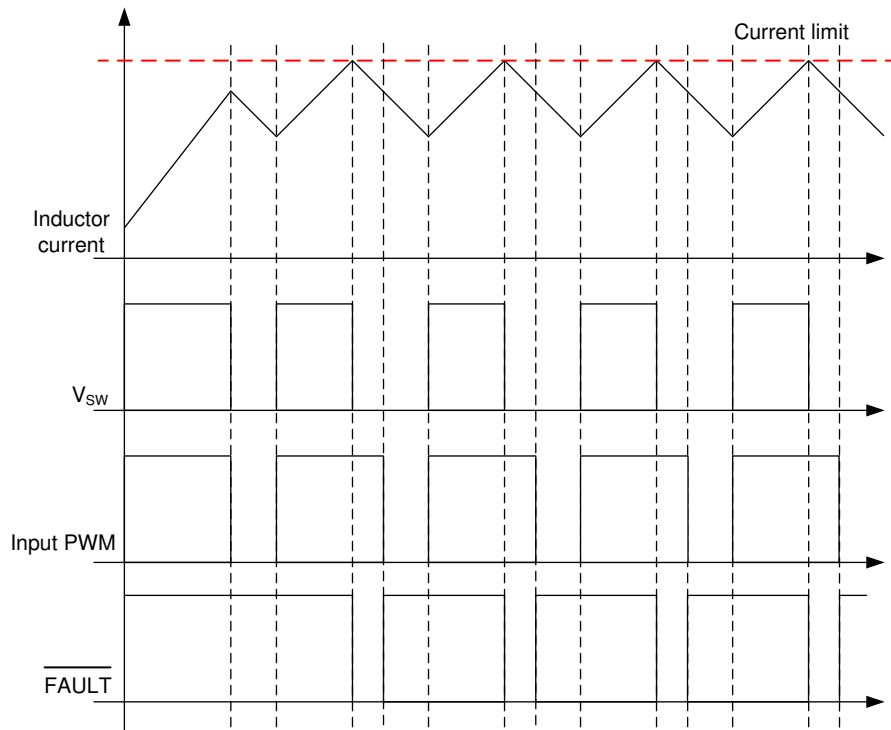 Current limit
Inductor
current
VSW
Input PWM
FAULT